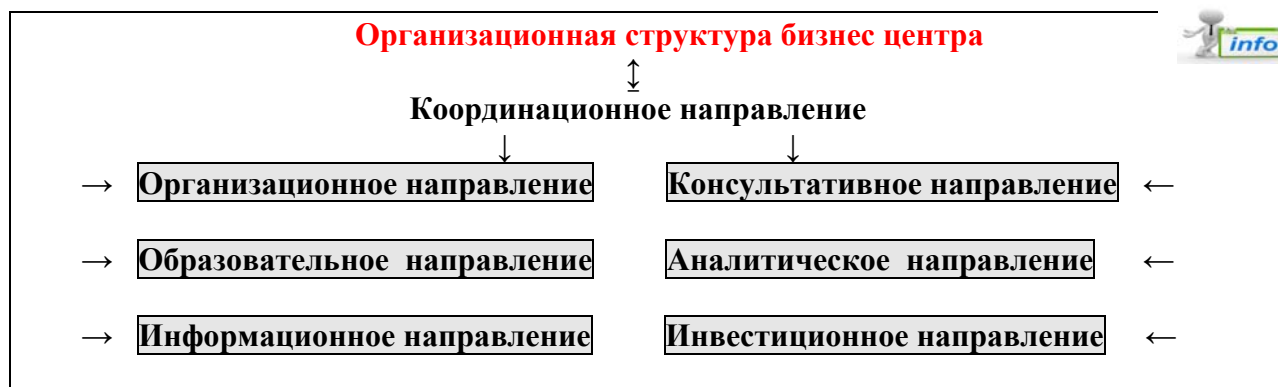 Организационная структура бизнес центра
info
↕
Координационное направление
↓ ↓
→ Организационное направление Консультативное направление ←
→ Образовательное направление Аналитическое направление ←
→ Информационное направление Инвестиционное направление ←